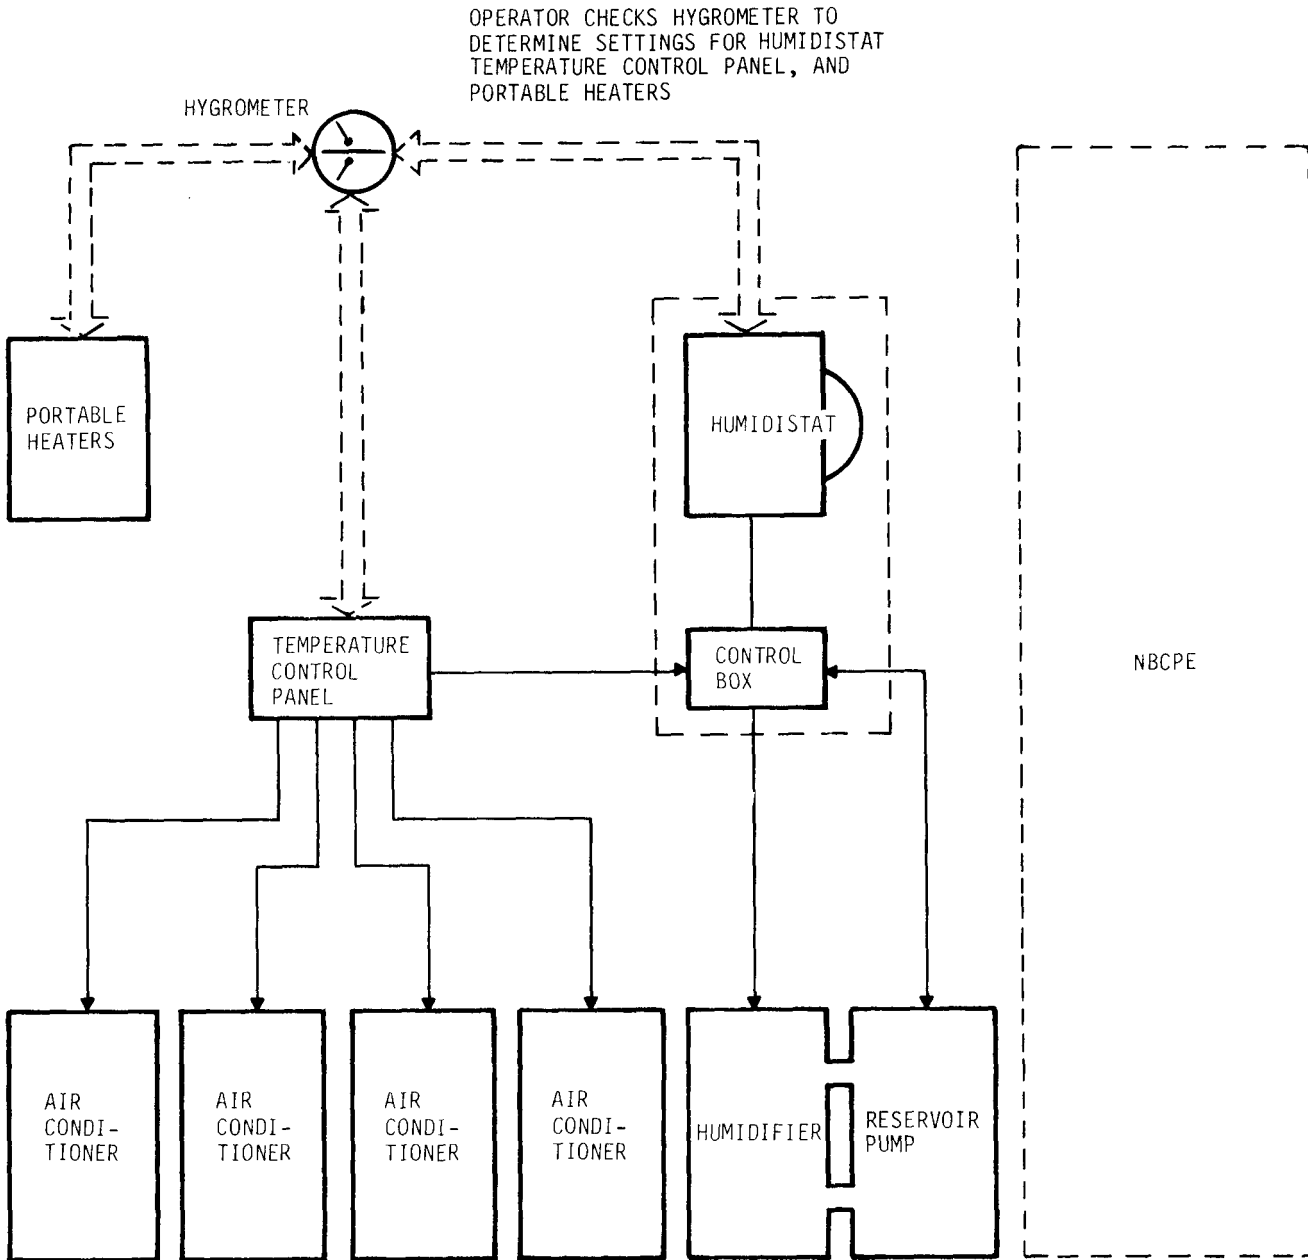 OPERATOR CHECKS HYGROMETER TO
DETERMINE SETTINGS FOR HUMIDISTAT
TEMPERATURE CONTROL PANEL, AND
PORTABLE HEATERS
HYGROMETER
PORTABLE
HEATERS
HUMIDISTAT
TEMPERATURE
CONTROL
PANEL
CONTROL
BOX
NBCPE
AIR
CONDI-
TIONER
AIR
CONDI-
TIONER
AIR
CONDI-
TIONER
AIR
CONDI-
TIONER
HUMIDIFIER
RESERVOIR
PUMP